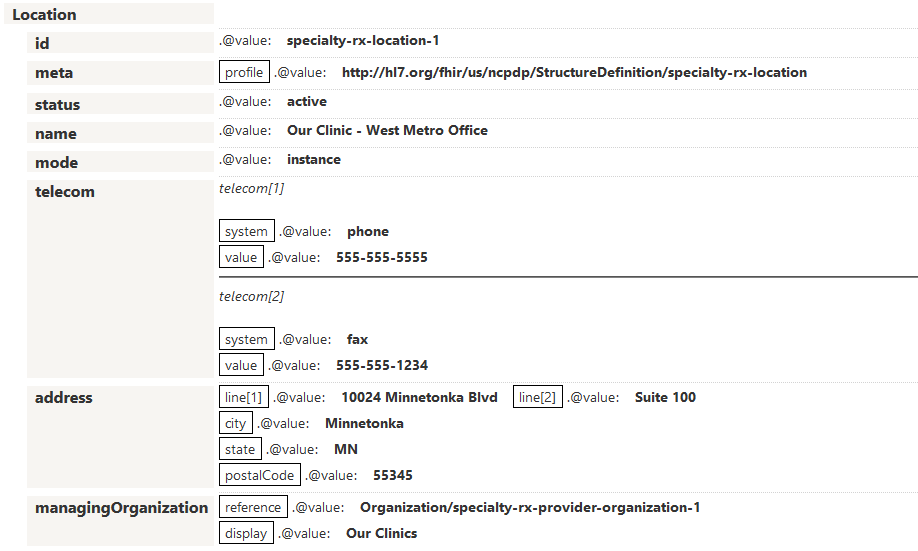 Location
id .@value: specialty-rx-location-1
meta profile .@value: http://hl7.org/fhir/us/ncpdp/StructureDefinition/specialty-rx-location
status .@value: active
name .@value: Our Clinic - West Metro Office
mode .@value: instance
telecom telecom[1]
system .@value: phone
value .@value: 555-555-5555
telecom[2]
system .@value: fax
value .@value: 555-555-1234
address line[1] .@value: 10024 Minnetonka Blvd line[2] .@value: Suite 100
city .@value: Minnetonka
state .@value: MN
postalCode .@value: 55345
managingOrganization reference .@value: Organization/specialty-rx-provider-organization-1
display .@value: Our Clinics